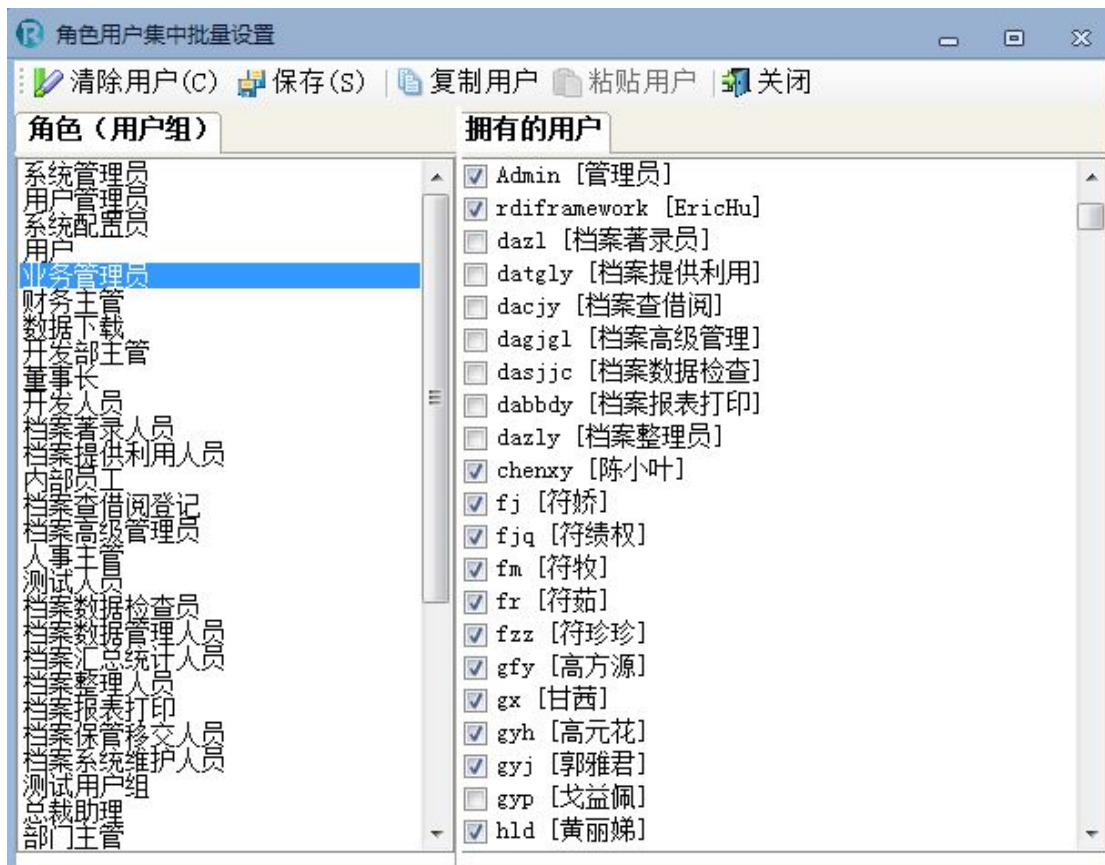 角色用户集中批量设置
清除用户(C) 保存(S) 复制用户 粘贴用户 关闭
角色（用户组）
系统管理员
用户管理员
系统配置员
用户
业务管理员
财务主管
数据下载
开发部主管
董事长
开发人员
档案著录人员
档案提供利用人员
内部员工
档案查借阅登记
档案高级管理员
人事主管
测试人员
档案数据检查员
档案数据管理人员
档案汇总统计人员
档案整理人员
档案报表打印
档案保管移交人员
档案系统维护人员
测试用户组
总裁助理
部门主管
拥有的用户
Admin [管理员]
rdiframework [EricHu]
dazl [档案著录员]
datgly [档案提供利用]
dacjy [档案查借阅]
dagjgl [档案高级管理]
dasjjc [档案数据检查]
dabbdy [档案报表打印]
dazly [档案整理员]
chenxy [陈小叶]
fj [符娇]
fjq [符绩权]
fm [符牧]
fr [符茹]
fzz [符珍珍]
gfy [高方源]
gx [甘茜]
gyh [高元花]
gyj [郭雅君]
gyp [戈益佩]
hld [黄丽娣]